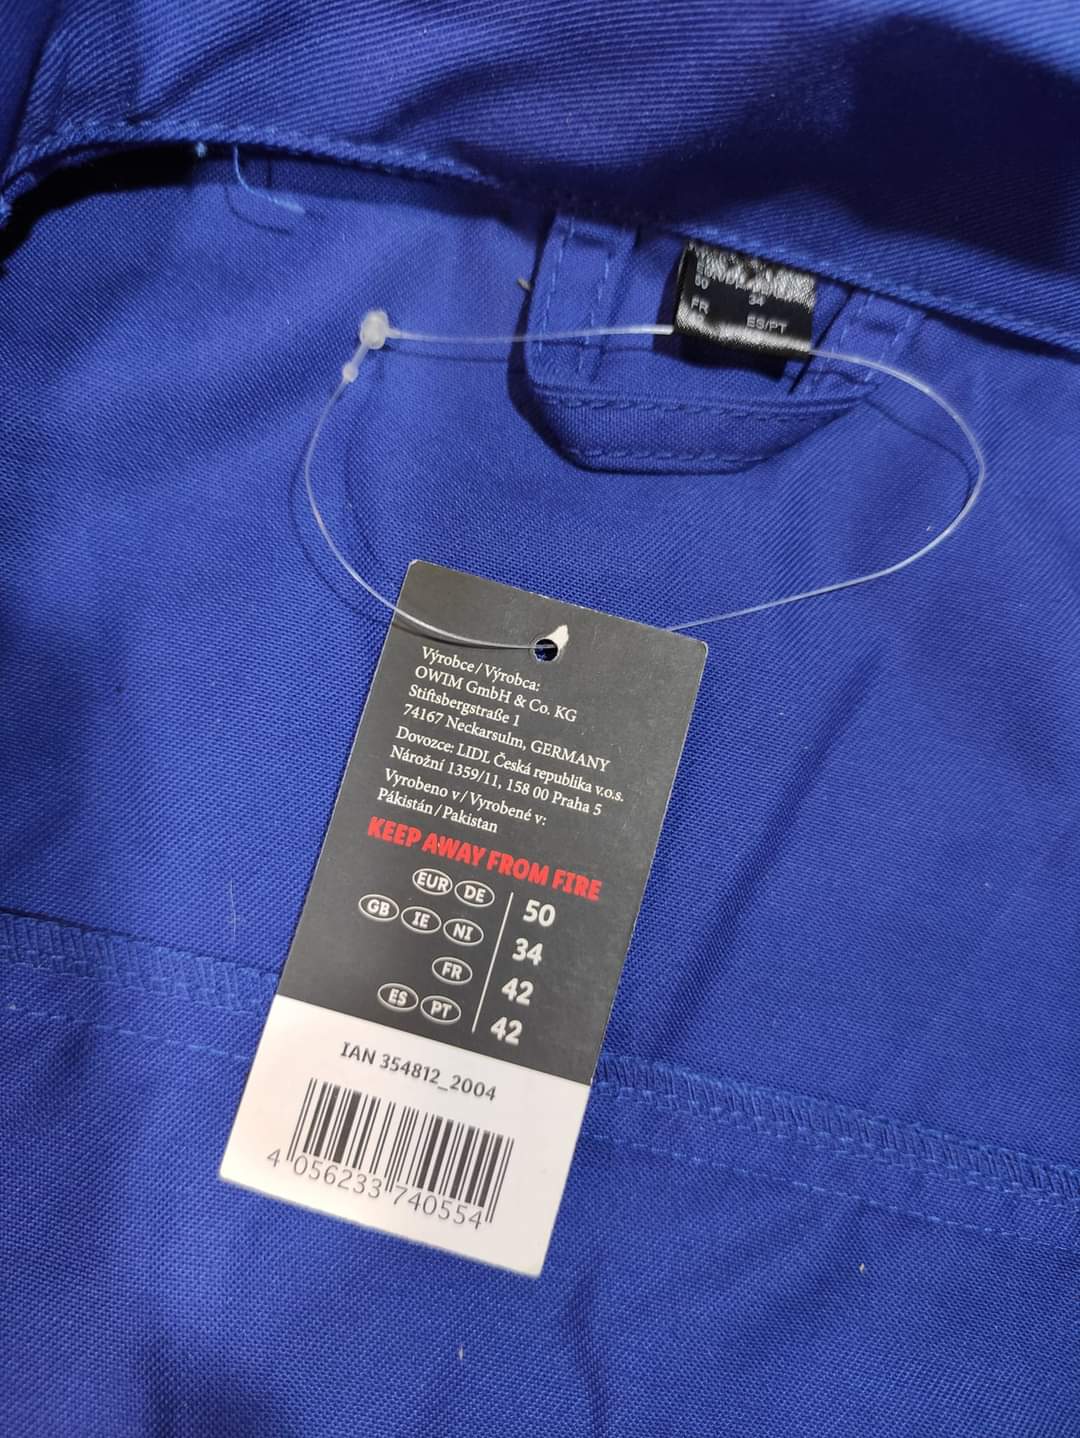 50
34
FR
ES/PT
Výrobce / Výrobca:
OWIM GmbH & Co. KG
Stiftsbergstraße 1
74167 Neckarsulm, GERMANY
Dovozce: LIDL Česká republika v.o.s.
Nárožní 1359/11, 158 00 Praha 5
Vyrobeno v / Vyrobené v:
Pákistán / Pakistan
KEEP AWAY FROM FIRE
EUR DE 50
GB IE NI 34
FR 42
ES PT 42
IAN 354812_2004
4 056233 740554